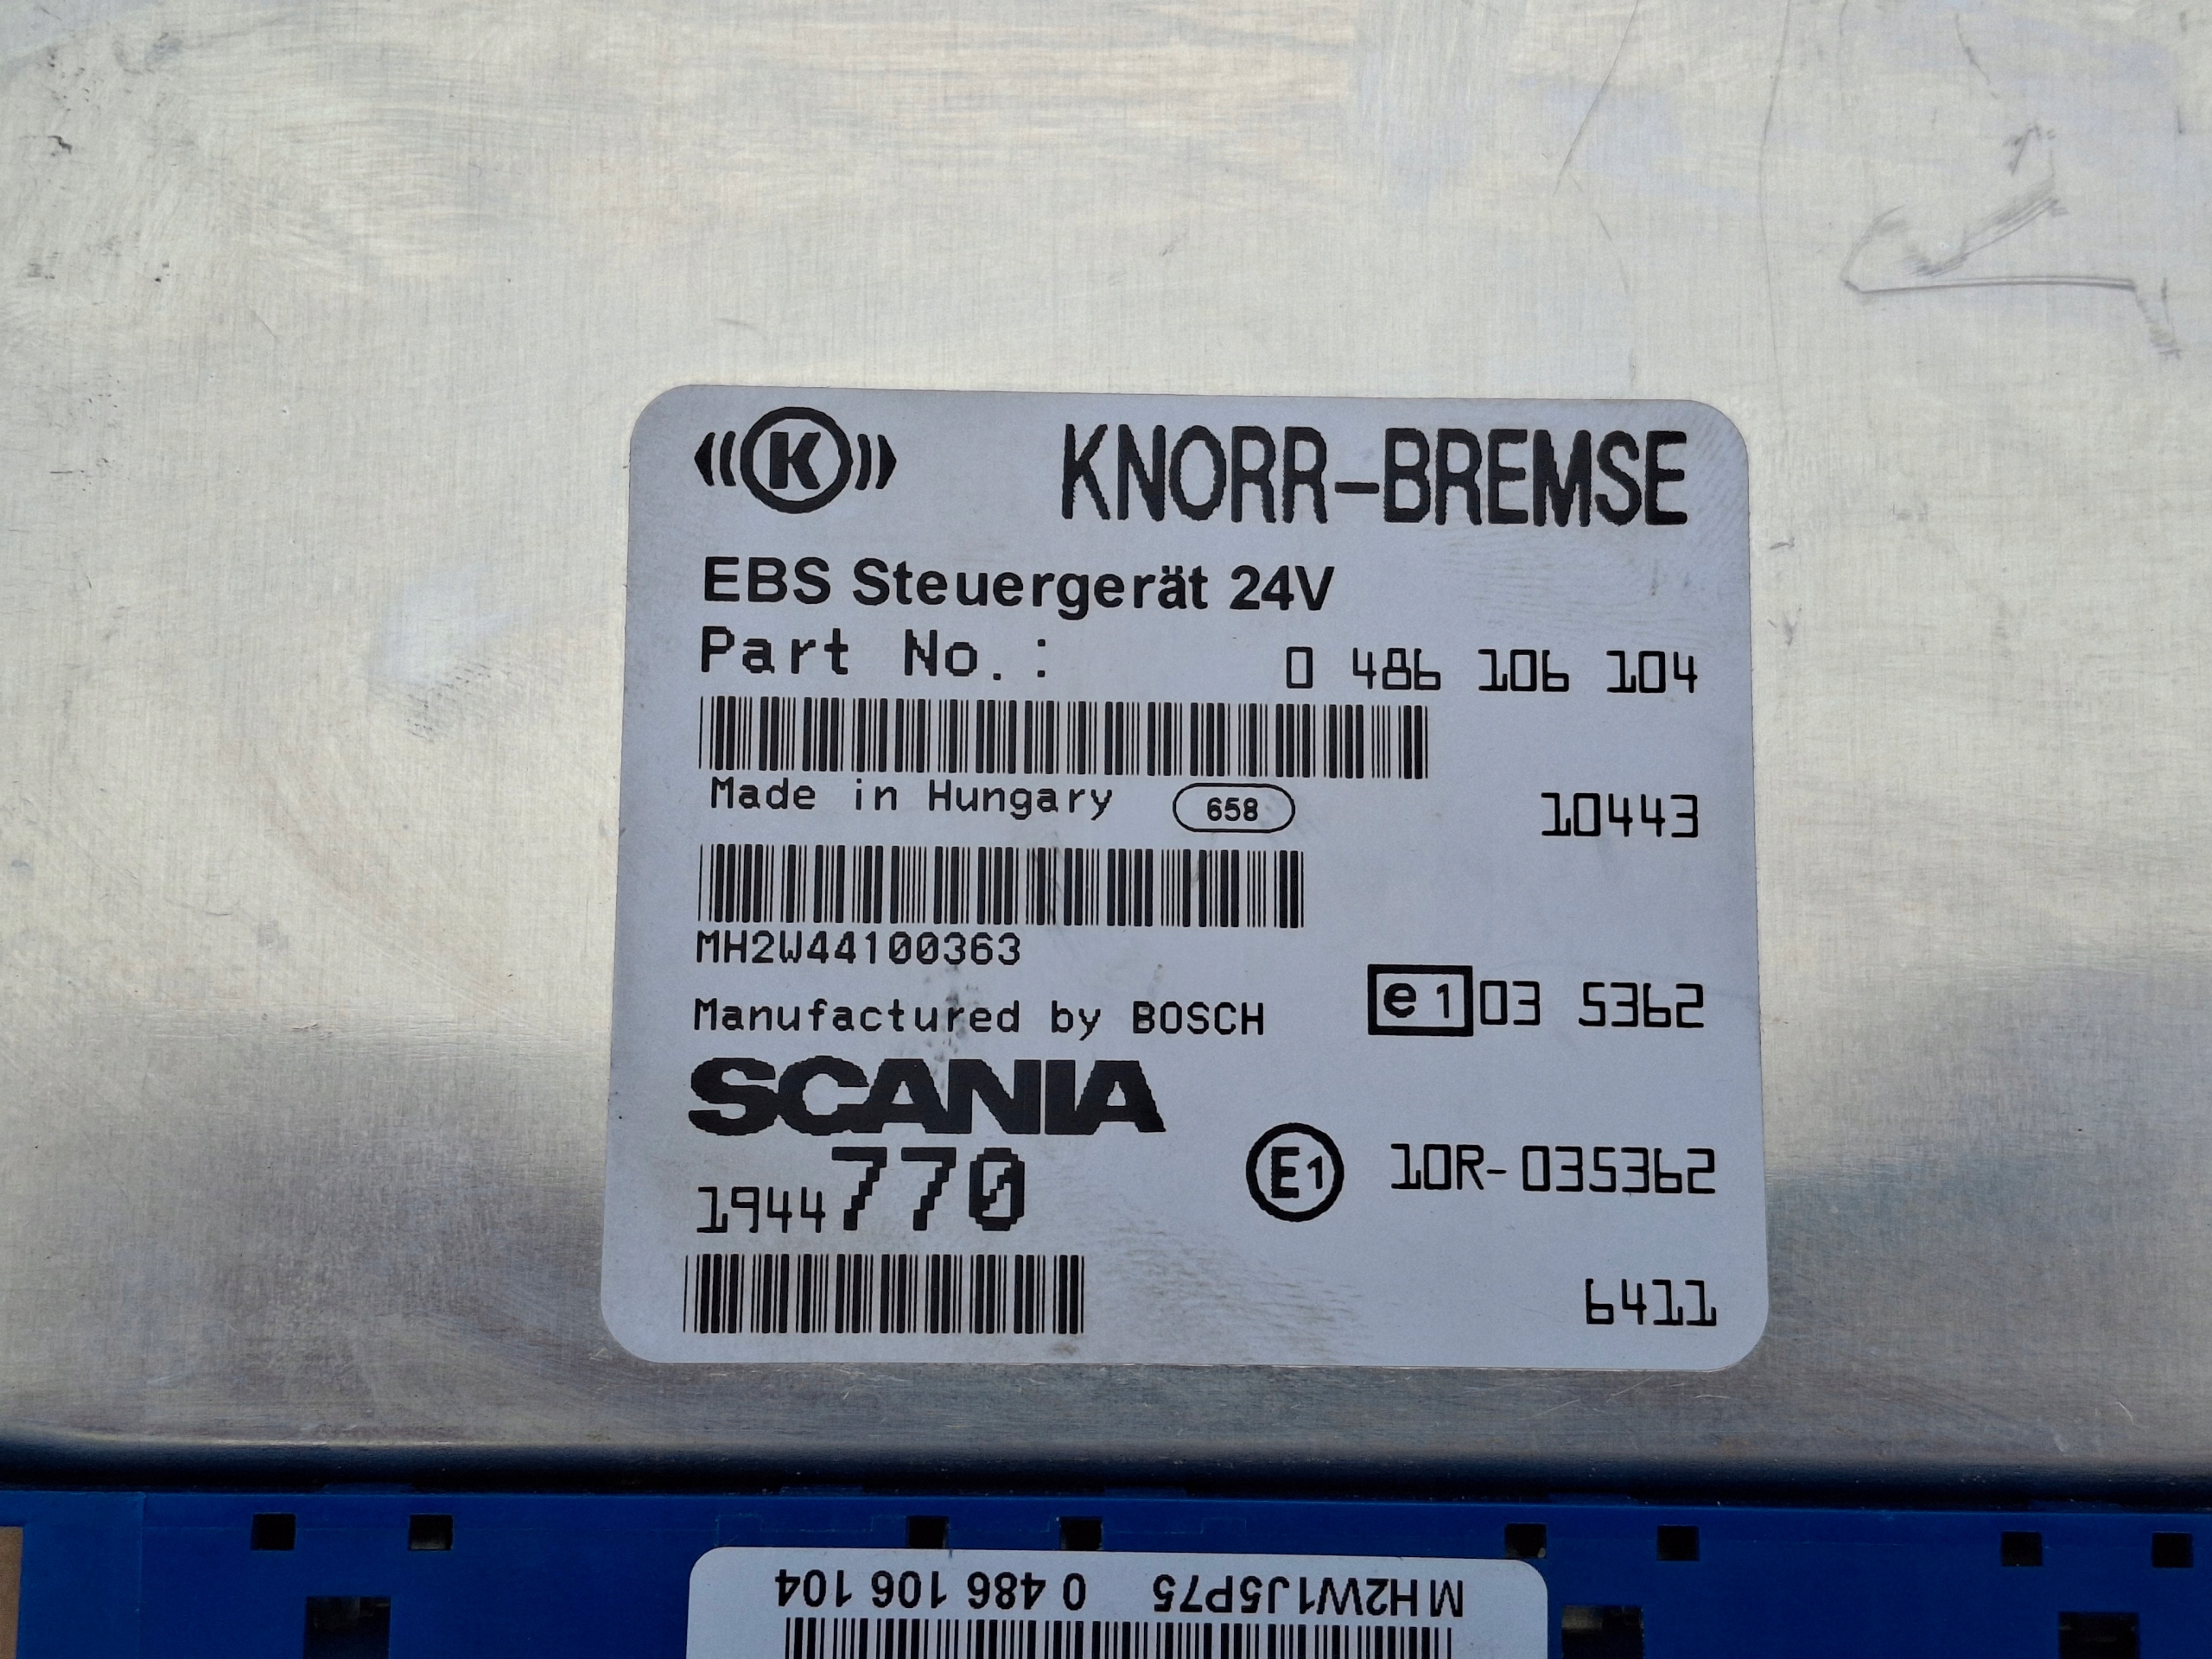 K KNORR-BREMSE
EBS Steuergerät 24V
Part No.: 0 486 106 104
Made in Hungary 658 10443
MH2W44100363
Manufactured by BOSCH e1 03 5362
SCANIA
1944770 E1 10R-035362
6411
MH2W1J5P75 0 486 106 104